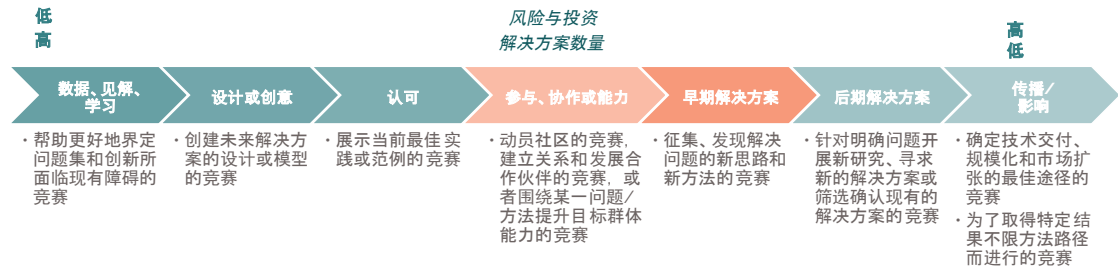 低
高
风险与投资
解决方案数量
高
低
数据、见解、
学习
设计或创意
认可
参与、协作或能力
早期解决方案
后期解决方案
传播/
影响
· 帮助更好地界定
问题集和创新所
面临现有障碍的
竞赛
· 创建未来解决方
案的设计或模型
的竞赛
· 展示当前最佳实
践或范例的竞赛
· 动员社区的竞赛，
建立关系和发展合
作伙伴的竞赛，或
者围绕某一问题/
方法提升目标群体
能力的竞赛
· 征集、发现解决
问题的新思路和
新方法的竞赛
· 针对明确问题开
展新研究、寻求
新的解决方案或
筛选确认现有的
解决方案的竞赛
· 确定技术交付、
规模化和市场扩
张的最佳途径的
竞赛
· 为了取得特定结
果不限方法路径
而进行的竞赛